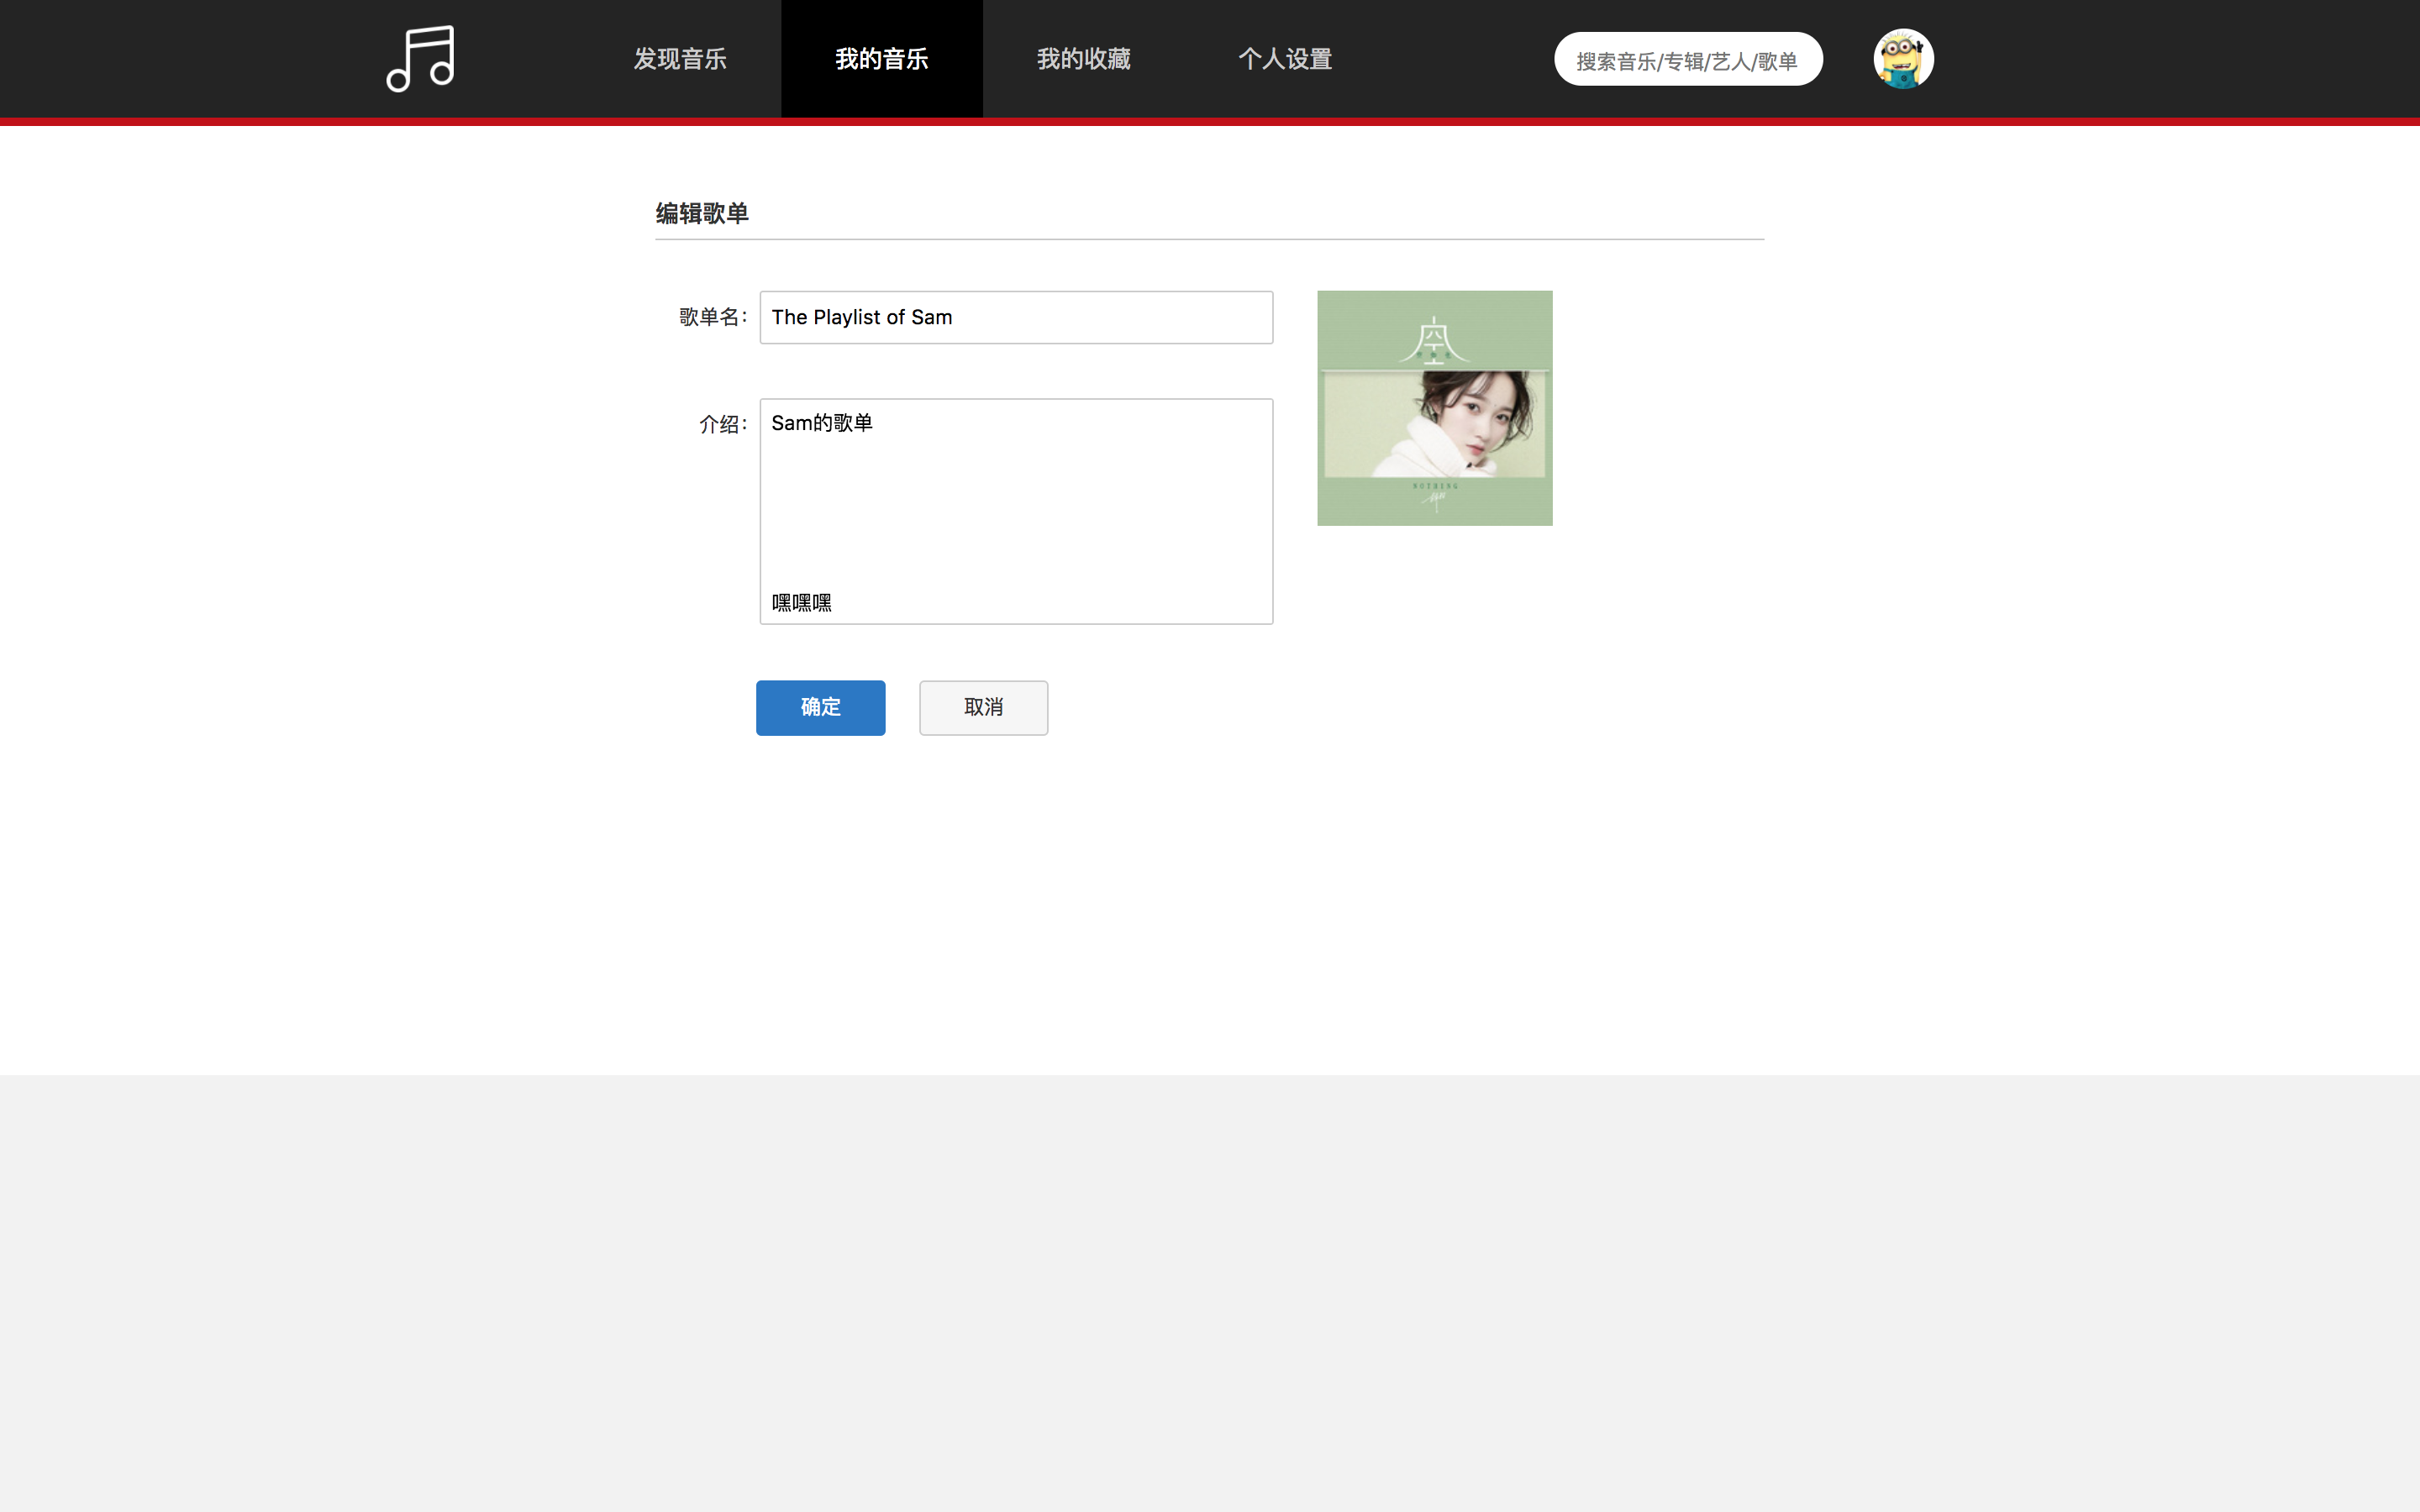 发现音乐
我的音乐
我的收藏
个人设置
搜索音乐/专辑/艺人/歌单
编辑歌单
歌单名：
The Playlist of Sam
空
NOTHING
介绍：
Sam的歌单
嘿嘿嘿
确定
取消